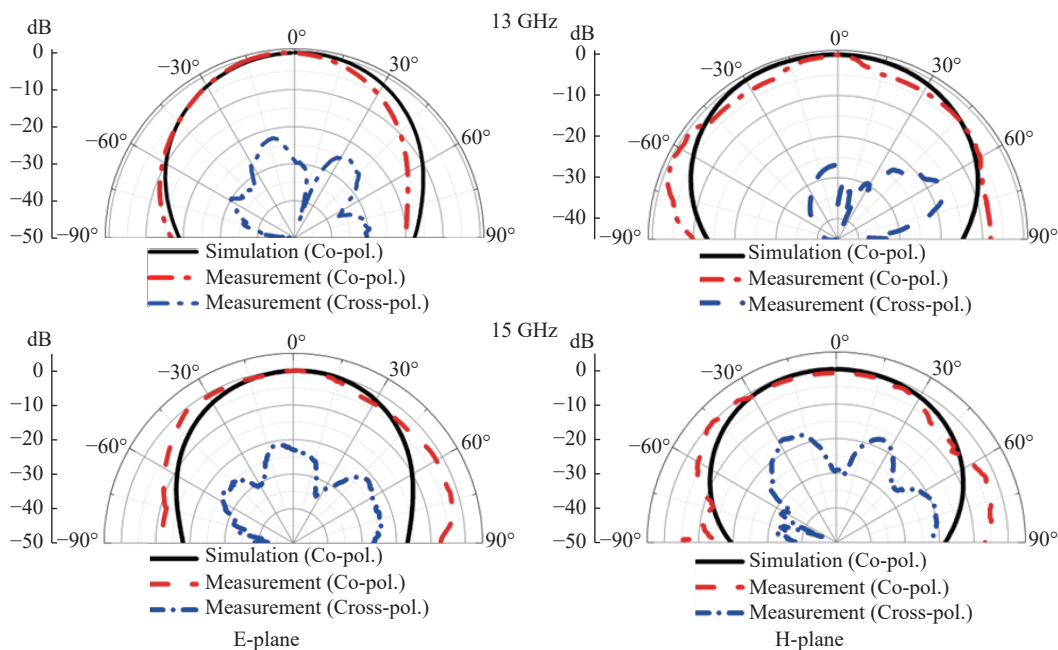 13 GHz
dB
0
−10
−20
−30
−40
−50
0°
−30°
30°
−60°
60°
−90°
90°
Simulation (Co-pol.)
Measurement (Co-pol.)
Measurement (Cross-pol.)
dB
0
−10
−20
−30
−40
0°
−30°
30°
−60°
60°
−90°
90°
Simulation (Co-pol.)
Measurement (Co-pol.)
Measurement (Cross-pol.)
15 GHz
dB
0
−10
−20
−30
−40
−50
0°
−30°
30°
−60°
60°
−90°
90°
Simulation (Co-pol.)
Measurement (Co-pol.)
Measurement (Cross-pol.)
E-plane
dB
0
−10
−20
−30
−40
−50
0°
−30°
30°
−60°
60°
−90°
90°
Simulation (Co-pol.)
Measurement (Co-pol.)
Measurement (Cross-pol.)
H-plane